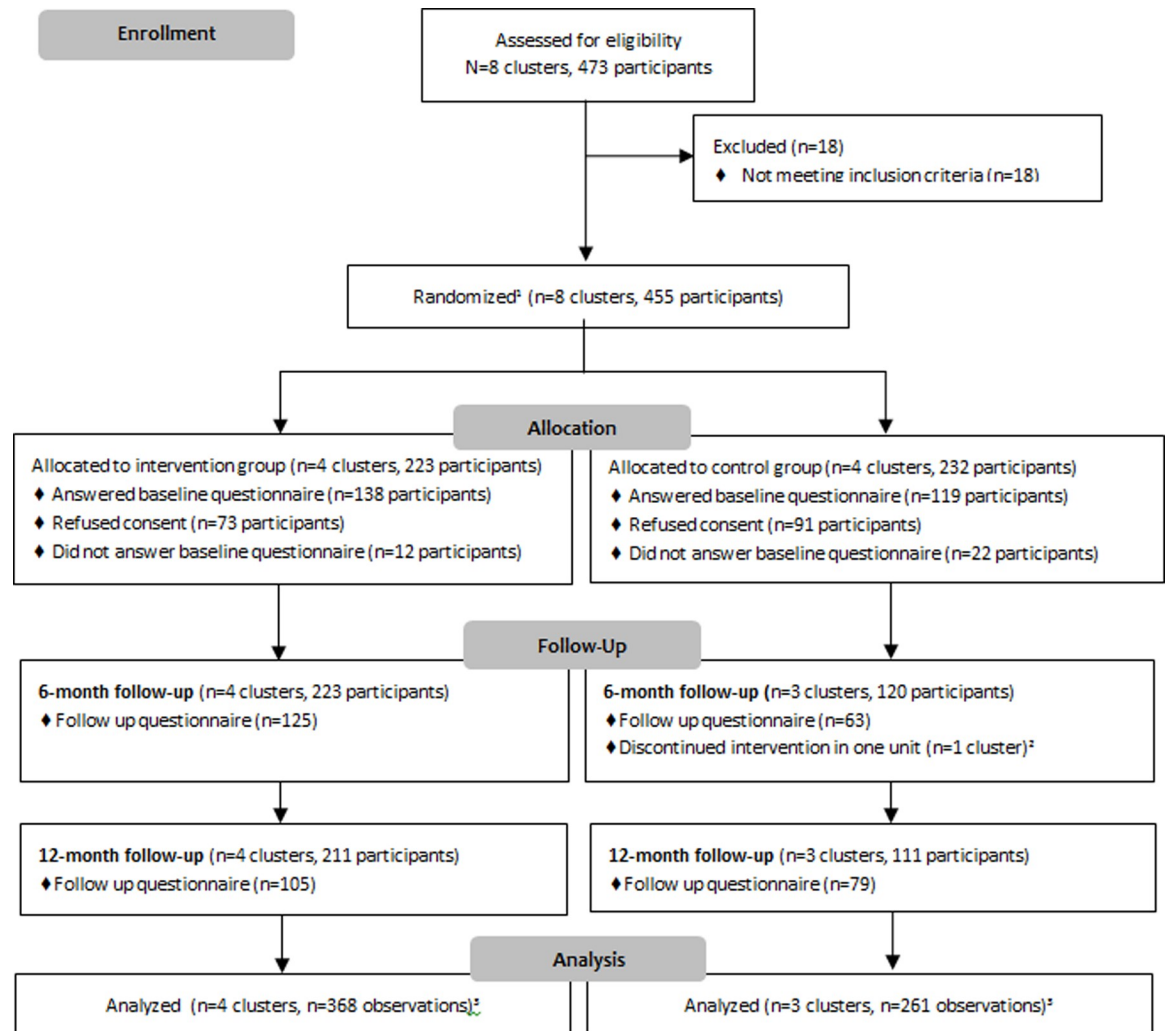 Enrollment
Assessed for eligibility
N=8 clusters, 473 participants
Excluded (n=18)
♦ Not meeting inclusion criteria (n=18)
Randomized¹ (n=8 clusters, 455 participants)
Allocation
Allocated to intervention group (n=4 clusters, 223 participants)
♦ Answered baseline questionnaire (n=138 participants)
♦ Refused consent (n=73 participants)
♦ Did not answer baseline questionnaire (n=12 participants)
Allocated to control group (n=4 clusters, 232 participants)
♦ Answered baseline questionnaire (n=119 participants)
♦ Refused consent (n=91 participants)
♦ Did not answer baseline questionnaire (n=22 participants)
Follow-Up
6-month follow-up (n=4 clusters, 223 participants)
♦ Follow up questionnaire (n=125)
6-month follow-up (n=3 clusters, 120 participants)
♦ Follow up questionnaire (n=63)
♦ Discontinued intervention in one unit (n=1 cluster)²
12-month follow-up (n=4 clusters, 211 participants)
♦ Follow up questionnaire (n=105)
12-month follow-up (n=3 clusters, 111 participants)
♦ Follow up questionnaire (n=79)
Analysis
Analyzed (n=4 clusters, n=368 observations)³
Analyzed (n=3 clusters, n=261 observations)³